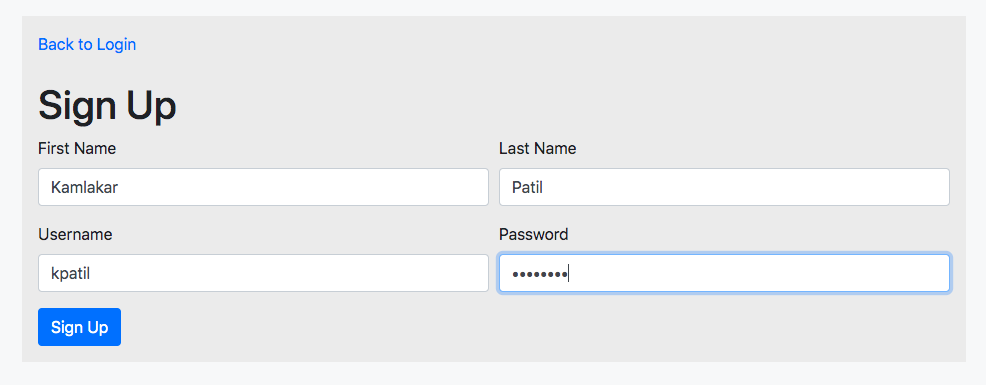 Back to Login
Sign Up
First Name Last Name
Kamlakar Patil
Username Password
kpatil ••••••••
Sign Up